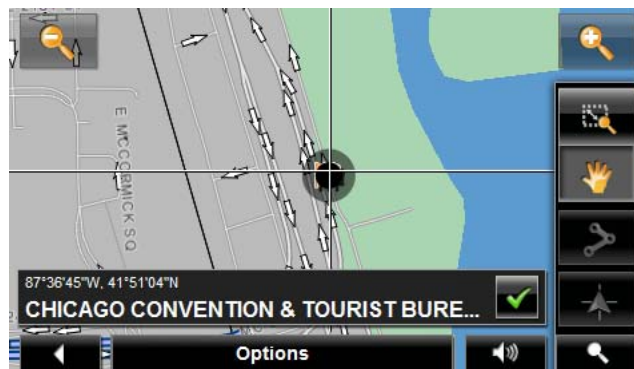 E MCCORMICK SQ
87°36'45"W, 41°51'04"N
CHICAGO CONVENTION & TOURIST BURE...
Options